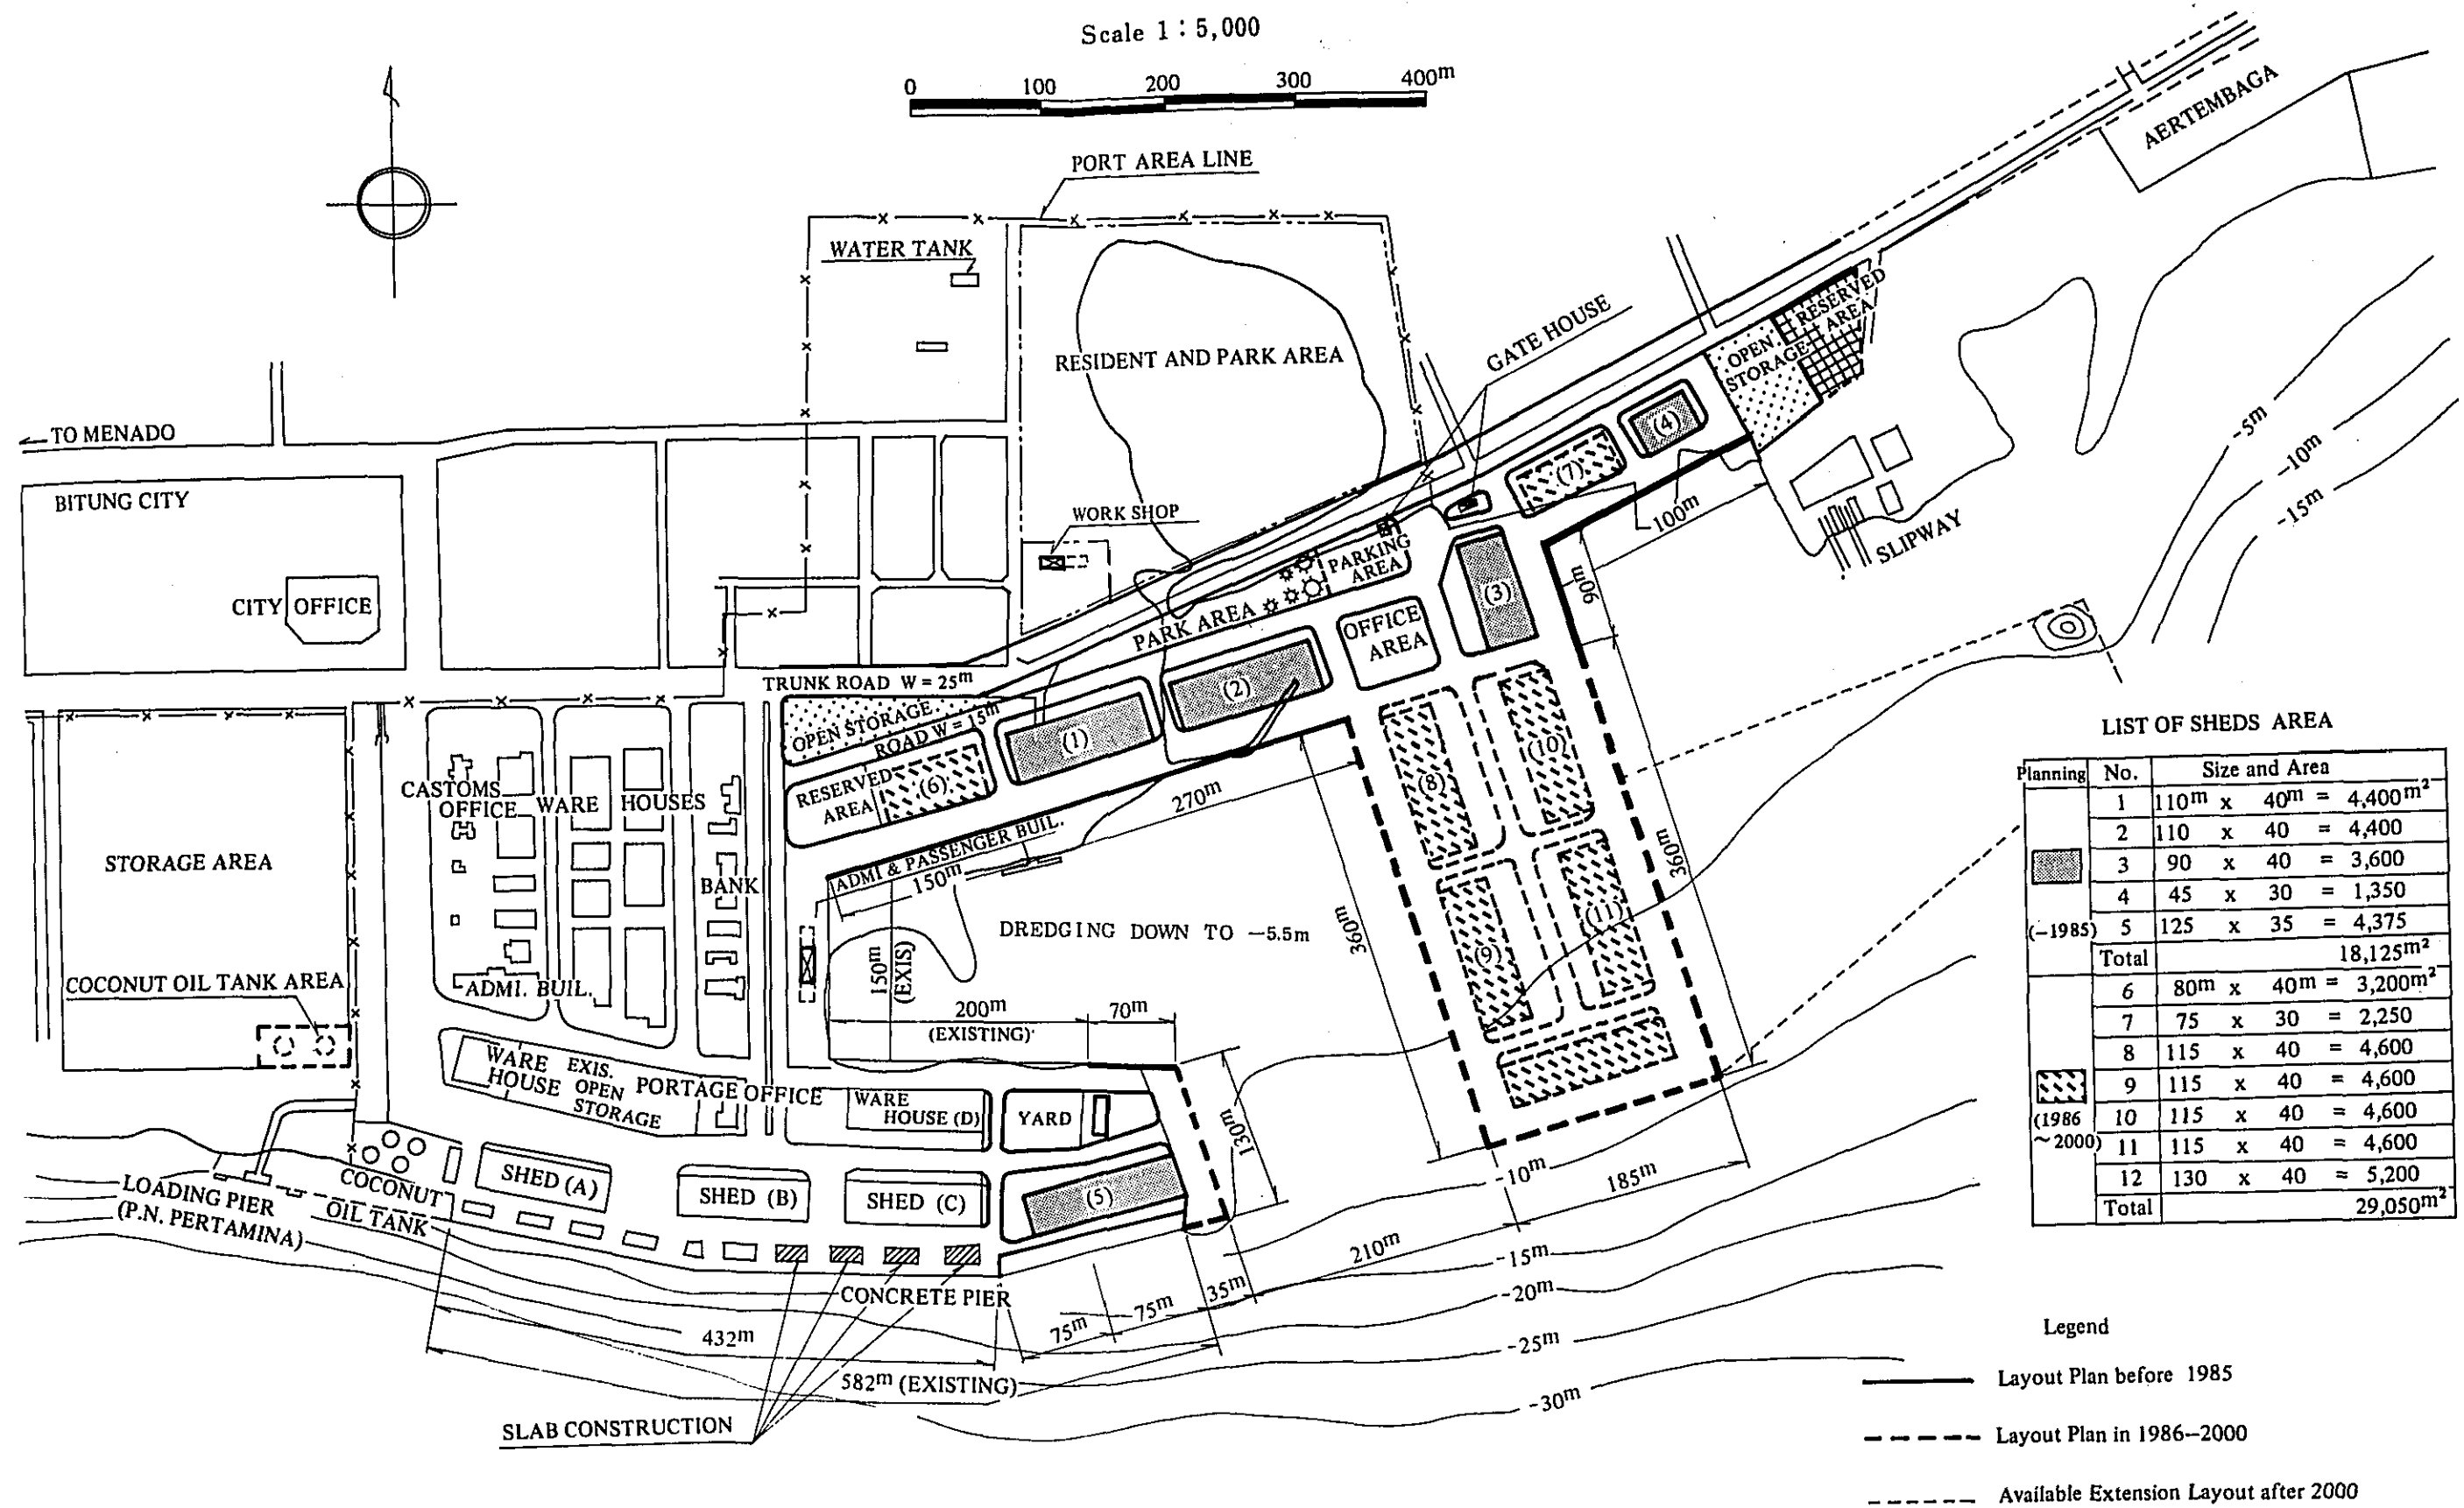 Scale 1 : 5,000
0 100 200 300 400m
AERTEMBAGA
PORT AREA LINE
WATER TANK
RESIDENT AND PARK AREA
GATE HOUSE
RESERVED
AREA
OPEN
STORAGE
TO MENADO
BITUNG CITY
CITY OFFICE
WORK SHOP
(4)
(7)
100m
SLIPWAY
-5m
-10m
-15m
PARKING
AREA
PARK AREA
(3)
90m
OFFICE
AREA
TRUNK ROAD W = 25m
OPEN STORAGE
ROAD W = 15m
(1)
(2)
RESERVED
AREA
(6)
270m
(8)
(10)
360m
360m
(9)
(11)
CASTOMS
OFFICE
WARE HOUSES
BANK
ADMI & PASSENGER BUIL.
150m
150m
(EXIS)
DREDGING DOWN TO -5.5m
STORAGE AREA
COCONUT OIL TANK AREA
ADMI. BUIL.
200m
(EXISTING)
70m
WARE
HOUSE
EXIS.
OPEN
STORAGE
PORTAGE OFFICE
WARE
HOUSE (D)
YARD
130m
LOADING PIER
(P.N. PERTAMINA)
COCONUT
OIL TANK
SHED (A)
SHED (B)
SHED (C)
(5)
-10m
185m
210m
-15m
-20m
-25m
-30m
35m
75m
75m
CONCRETE PIER
432m
582m (EXISTING)
SLAB CONSTRUCTION
LIST OF SHEDS AREA
Planning No. Size and Area
1 110m x 40m = 4,400m²
2 110 x 40 = 4,400
3 90 x 40 = 3,600
4 45 x 30 = 1,350
(-1985) 5 125 x 35 = 4,375
Total 18,125m²
6 80m x 40m = 3,200m²
7 75 x 30 = 2,250
8 115 x 40 = 4,600
9 115 x 40 = 4,600
(1986 10 115 x 40 = 4,600
~2000) 11 115 x 40 = 4,600
12 130 x 40 = 5,200
Total 29,050m²
Legend
Layout Plan before 1985
Layout Plan in 1986-2000
Available Extension Layout after 2000